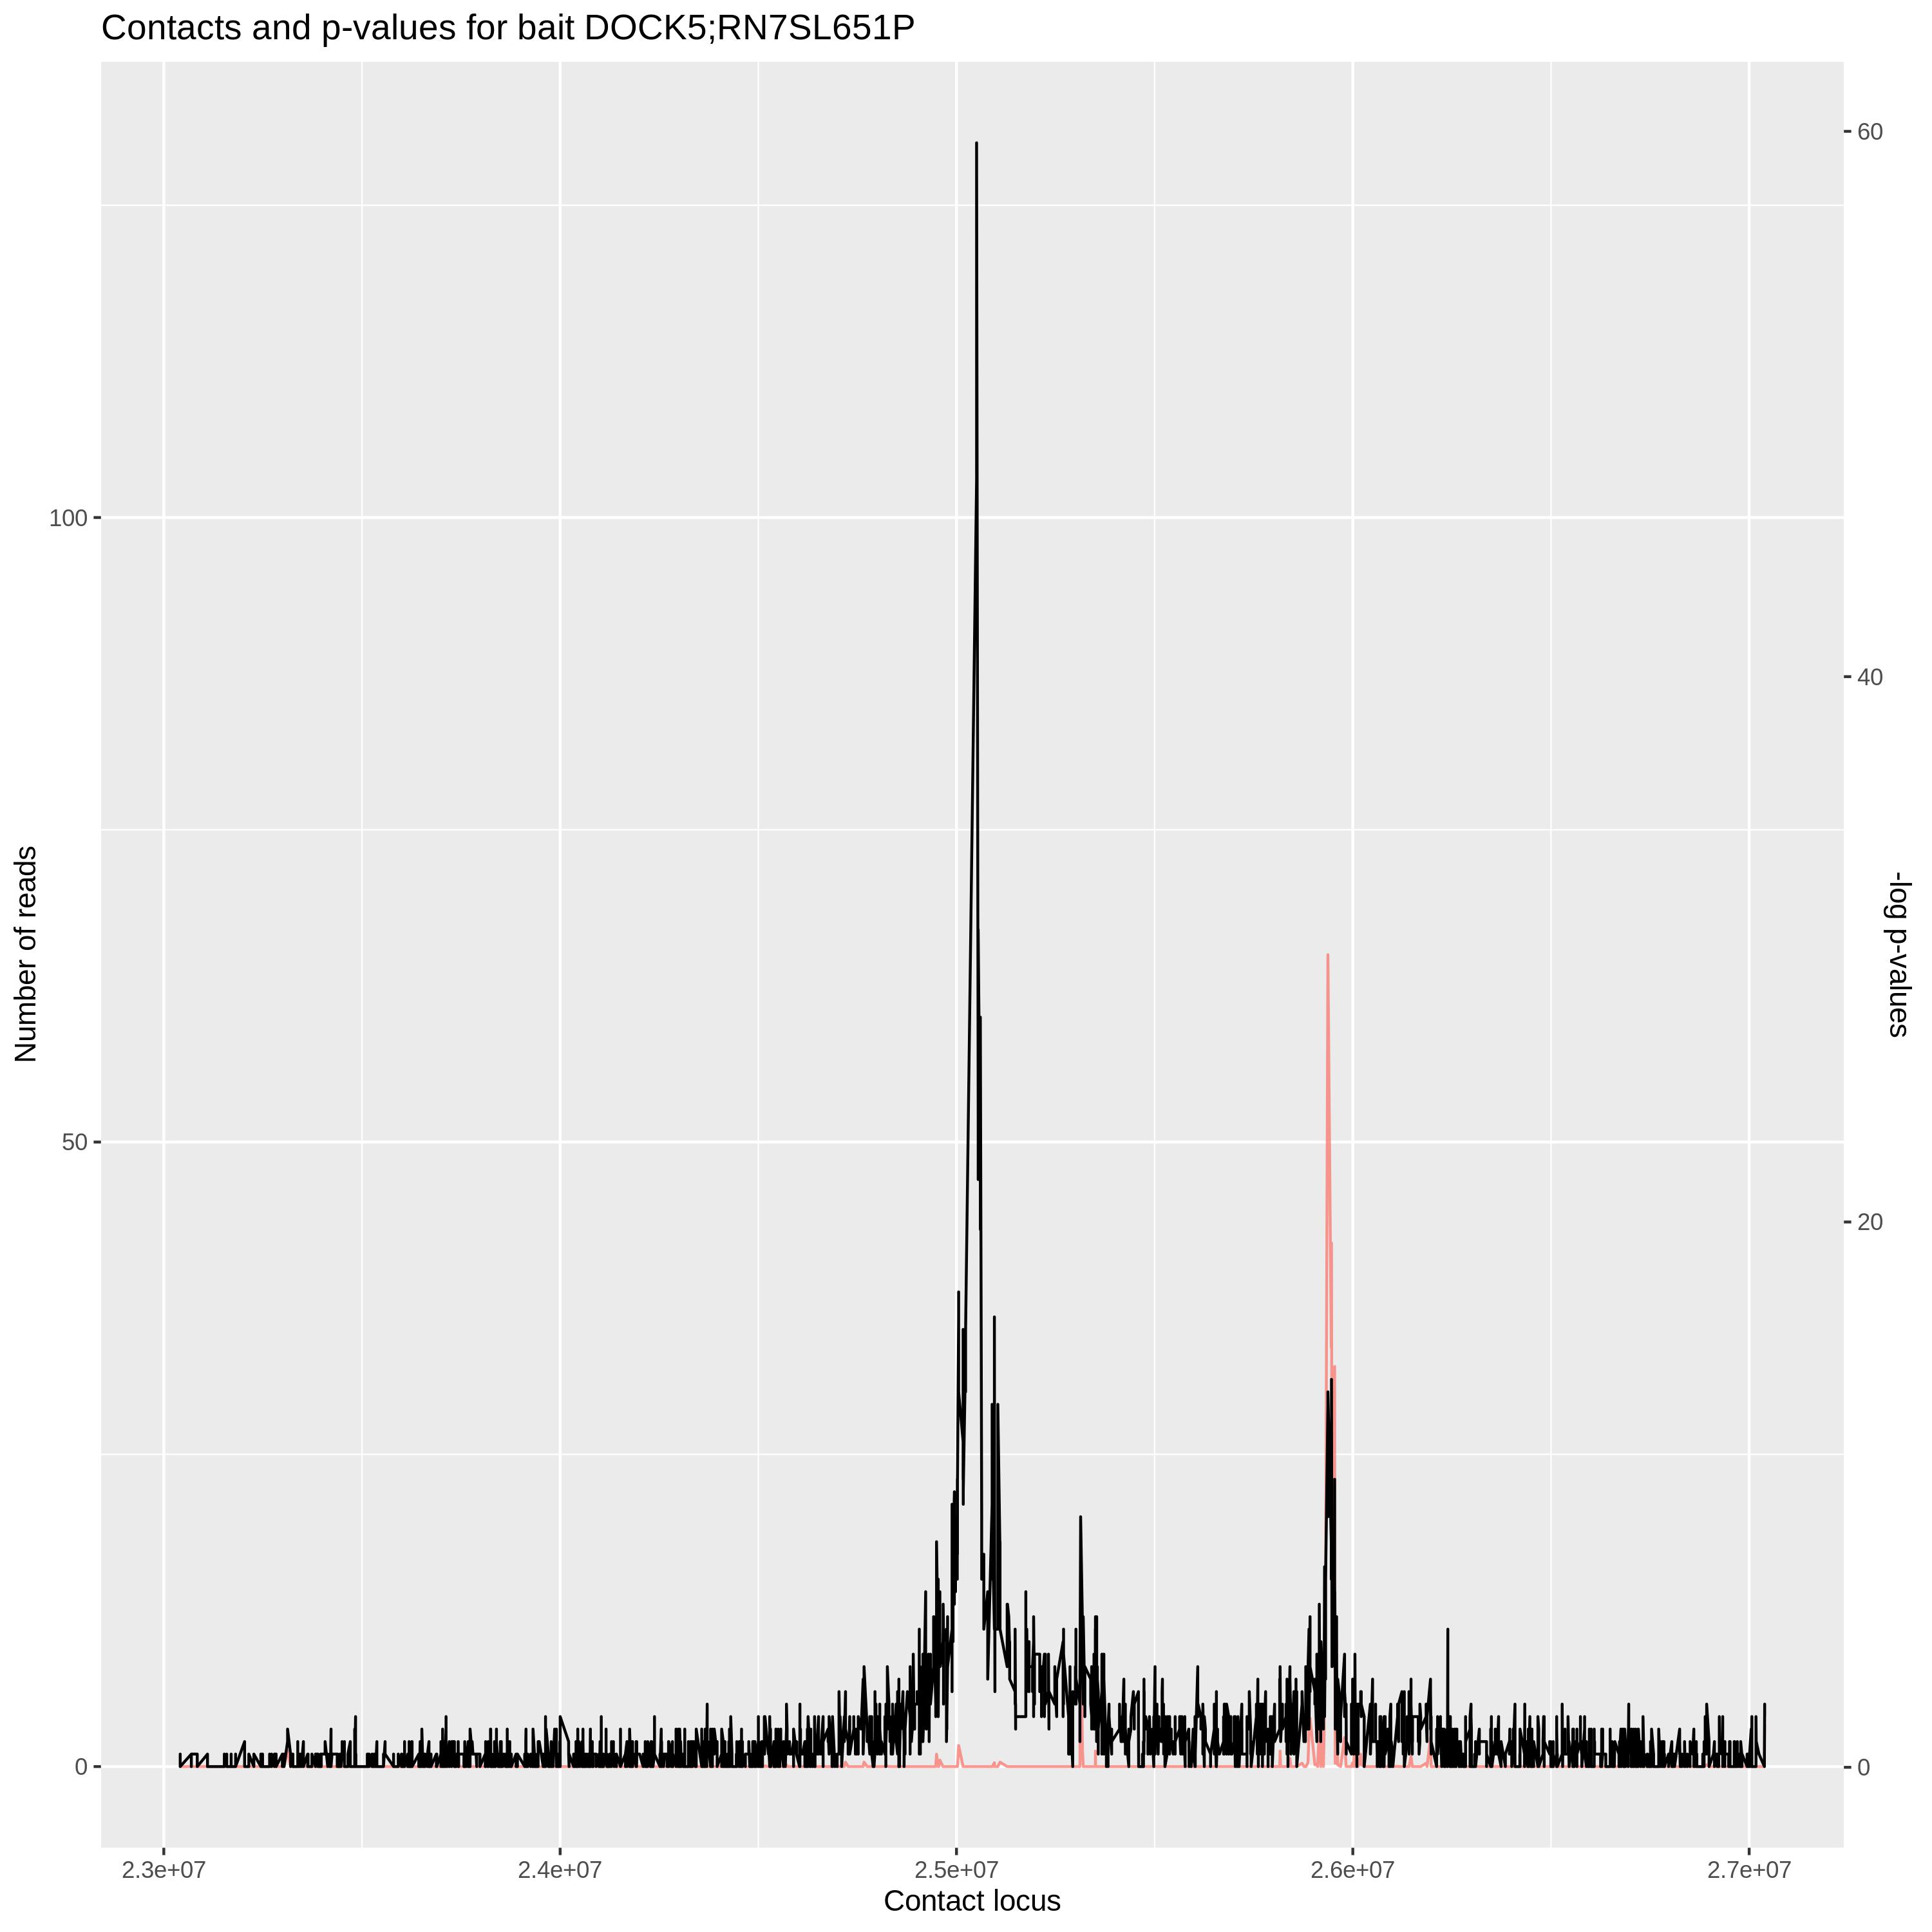 Contacts and p-values for bait DOCK5;RN7SL651P
60
100
40
Number of reads
-log p-values
50
20
0
0
2.3e+07
2.4e+07
2.5e+07
2.6e+07
2.7e+07
Contact locus